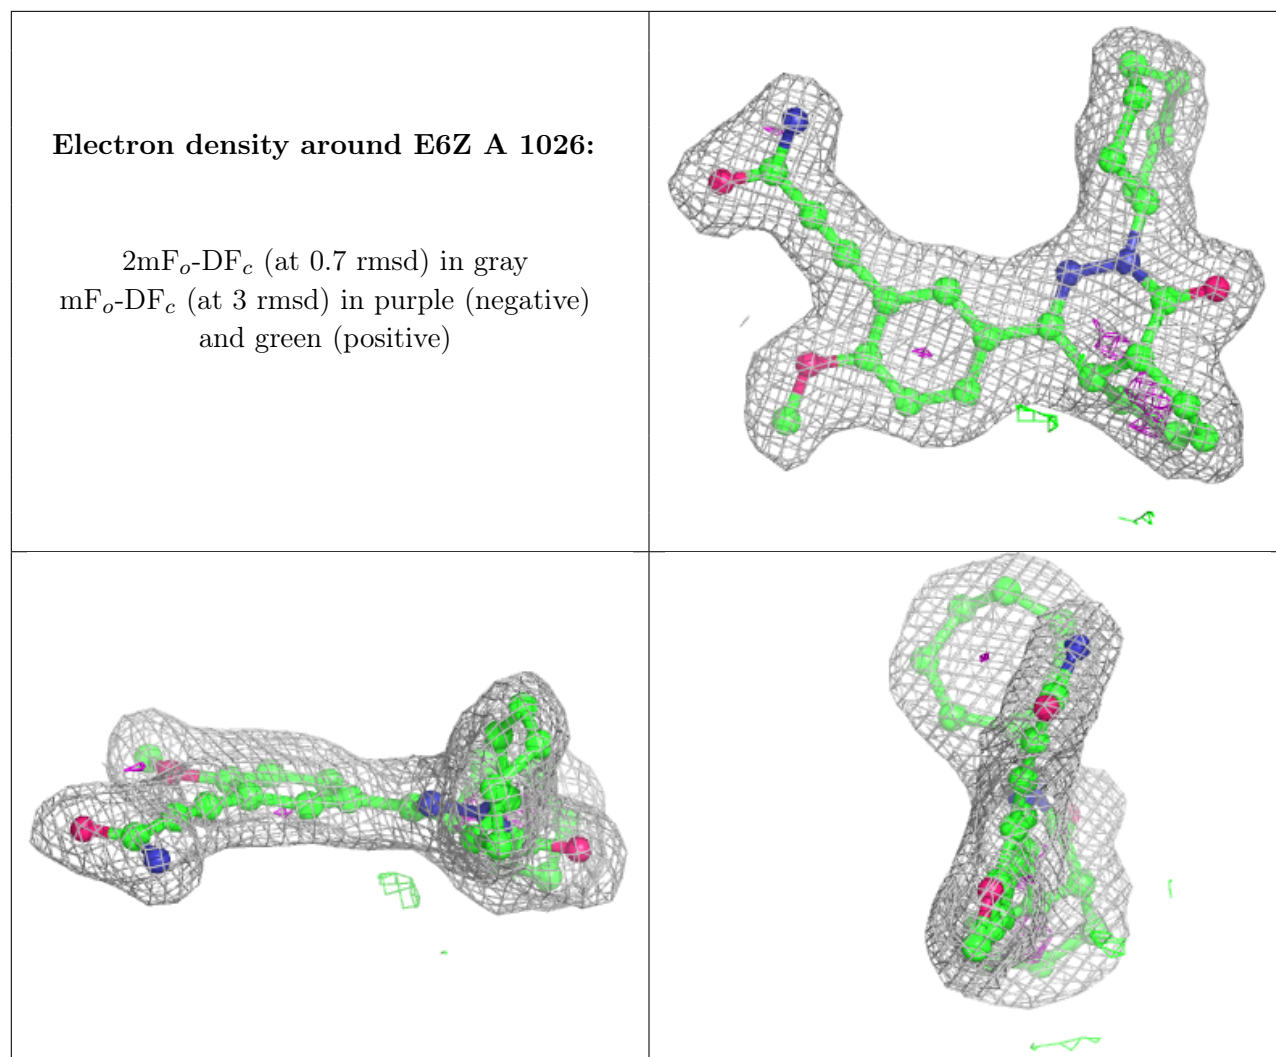 Electron density around E6Z A 1026:
2mFₒ-DF𝒸 (at 0.7 rmsd) in gray
mFₒ-DF𝒸 (at 3 rmsd) in purple (negative)
and green (positive)